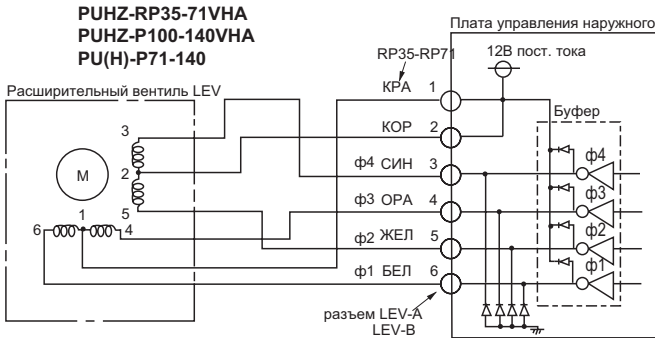 PUHZ-RP35-71VHA
PUHZ-P100-140VHA
PU(H)-P71-140
Плата управления наружного
RP35-RP71
12В пост. тока
Расширительный вентиль LEV
КРА 1
Буфер
КОР 2
3
ф4 СИН 3
ф4
М
2
ф3 ОРА 4
ф3
5
1
6
4
ф2 ЖЕЛ 5
ф2
ф1 БЕЛ 6
ф1
разъем LEV-A
LEV-B